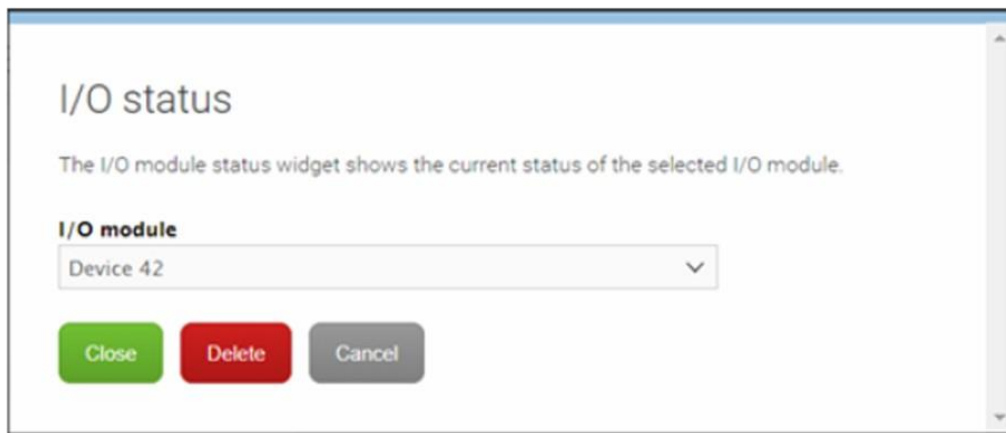 I/O status
The I/O module status widget shows the current status of the selected I/O module.
I/O module
Device 42
Close Delete Cancel